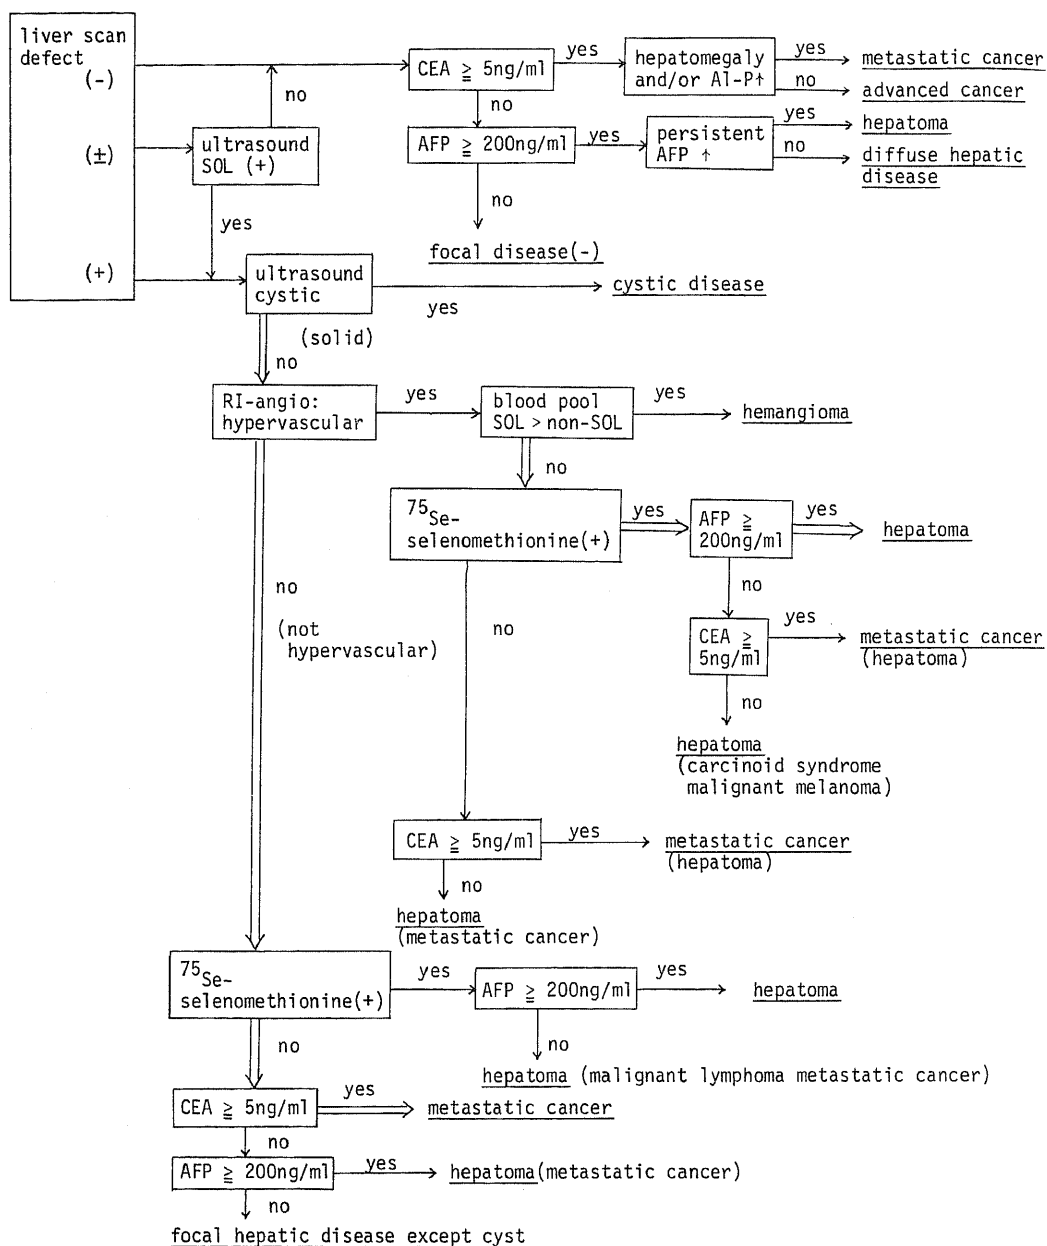 liver scan
defect
(-)
(±)
(+)
CEA ≧ 5ng/ml
yes
hepatomegaly
and/or Al-P↑
yes
metastatic cancer
no
advanced cancer
no
no
ultrasound
SOL (+)
AFP ≧ 200ng/ml
yes
persistent
AFP ↑
yes
hepatoma
no
diffuse hepatic
disease
no
focal disease(-)
yes
ultrasound
cystic
yes
cystic disease
(solid)
no
RI-angio:
hypervascular
yes
blood pool
SOL > non-SOL
yes
hemangioma
no
75Se-
selenomethionine(+)
yes
AFP ≧
200ng/ml
yes
hepatoma
no
CEA ≧
5ng/ml
yes
metastatic cancer
(hepatoma)
no
hepatoma
(carcinoid syndrome
malignant melanoma)
no
(not
hypervascular)
no
CEA ≧ 5ng/ml
yes
metastatic cancer
(hepatoma)
no
hepatoma
(metastatic cancer)
75Se-
selenomethionine(+)
yes
AFP ≧ 200ng/ml
yes
hepatoma
no
hepatoma (malignant lymphoma metastatic cancer)
no
CEA ≧ 5ng/ml
yes
metastatic cancer
no
AFP ≧ 200ng/ml
yes
hepatoma(metastatic cancer)
no
focal hepatic disease except cyst